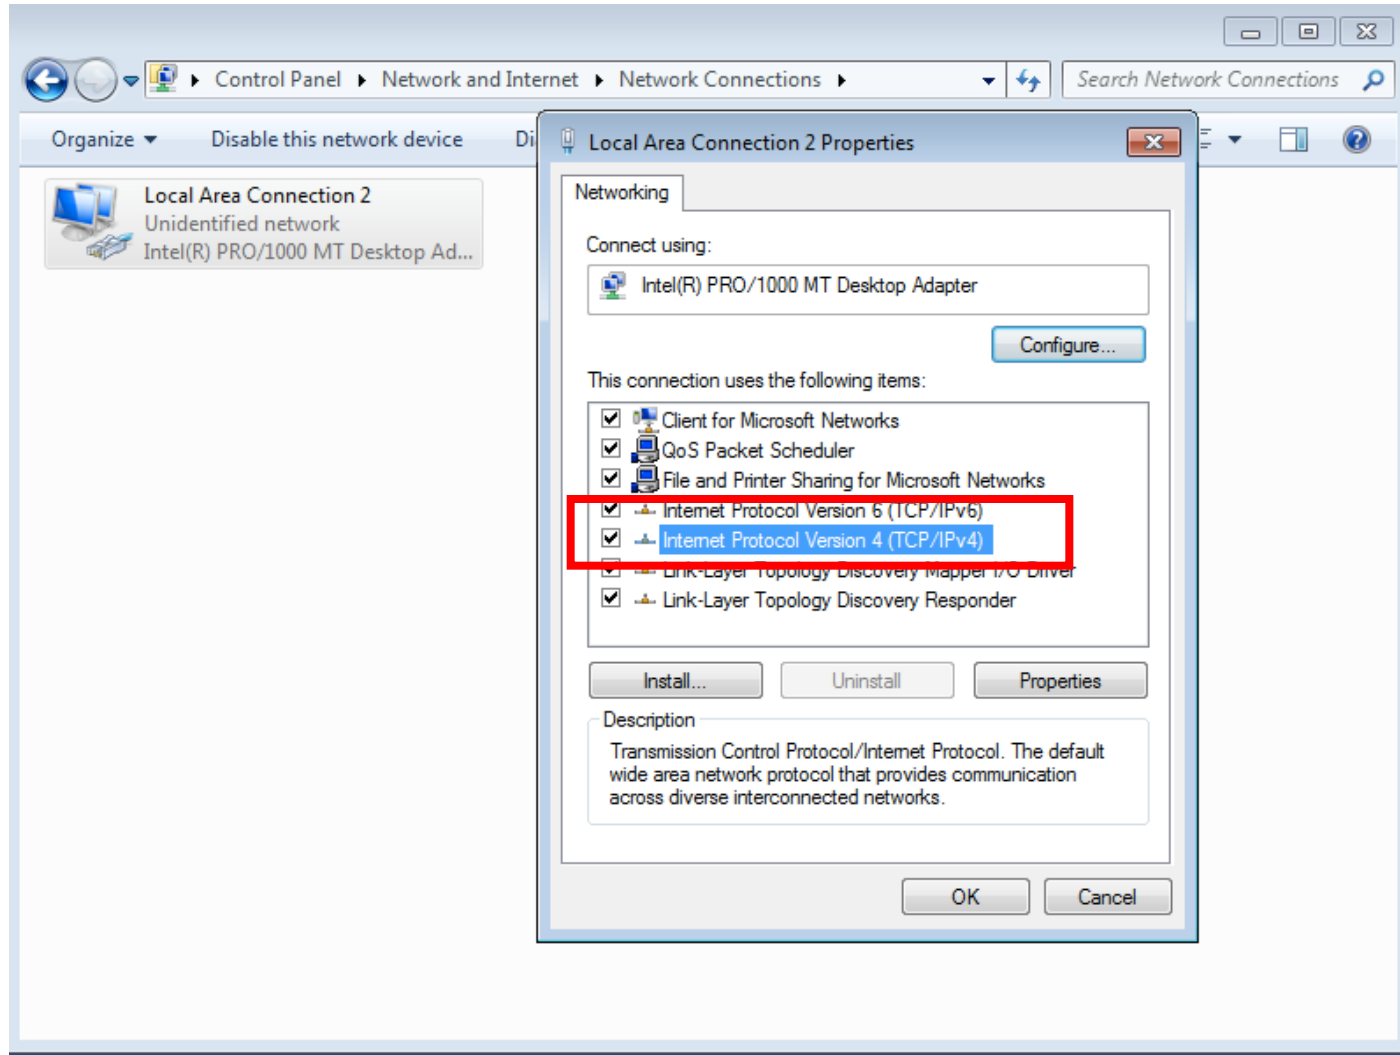 Control Panel Network and Internet Network Connections
Search Network Connections
Organize Disable this network device
Local Area Connection 2
Unidentified network
Intel(R) PRO/1000 MT Desktop Ad...
Local Area Connection 2 Properties
Networking
Connect using:
Intel(R) PRO/1000 MT Desktop Adapter
Configure...
This connection uses the following items:
Client for Microsoft Networks
QoS Packet Scheduler
File and Printer Sharing for Microsoft Networks
Internet Protocol Version 6 (TCP/IPv6)
Internet Protocol Version 4 (TCP/IPv4)
Link-Layer Topology Discovery Mapper I/O Driver
Link-Layer Topology Discovery Responder
Install... Uninstall Properties
Description
Transmission Control Protocol/Internet Protocol. The default
wide area network protocol that provides communication
across diverse interconnected networks.
OK Cancel